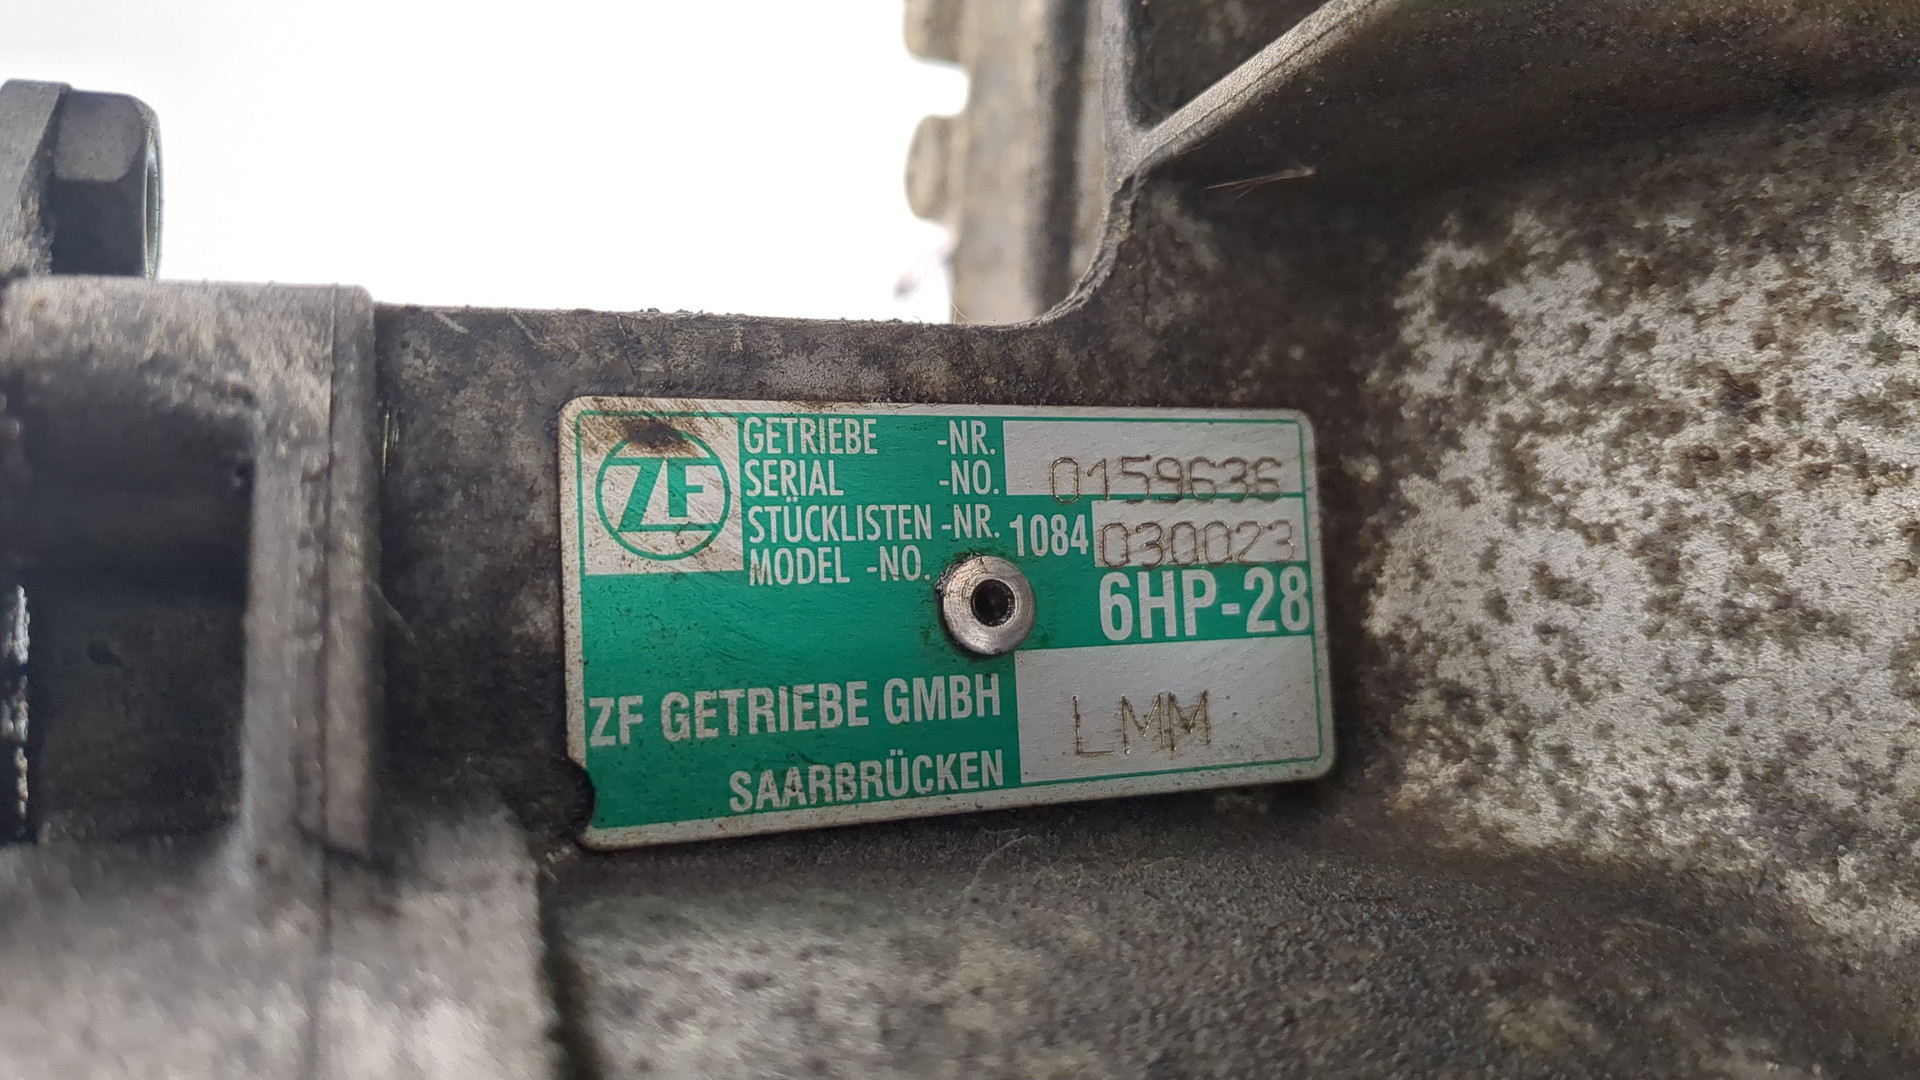 ZF
GETRIEBE -NR.
SERIAL -NO. 0159636
STÜCKLISTEN -NR. 1084 030023
MODEL -NO. 6HP-28
ZF GETRIEBE GMBH
LMM
SAARBRÜCKEN